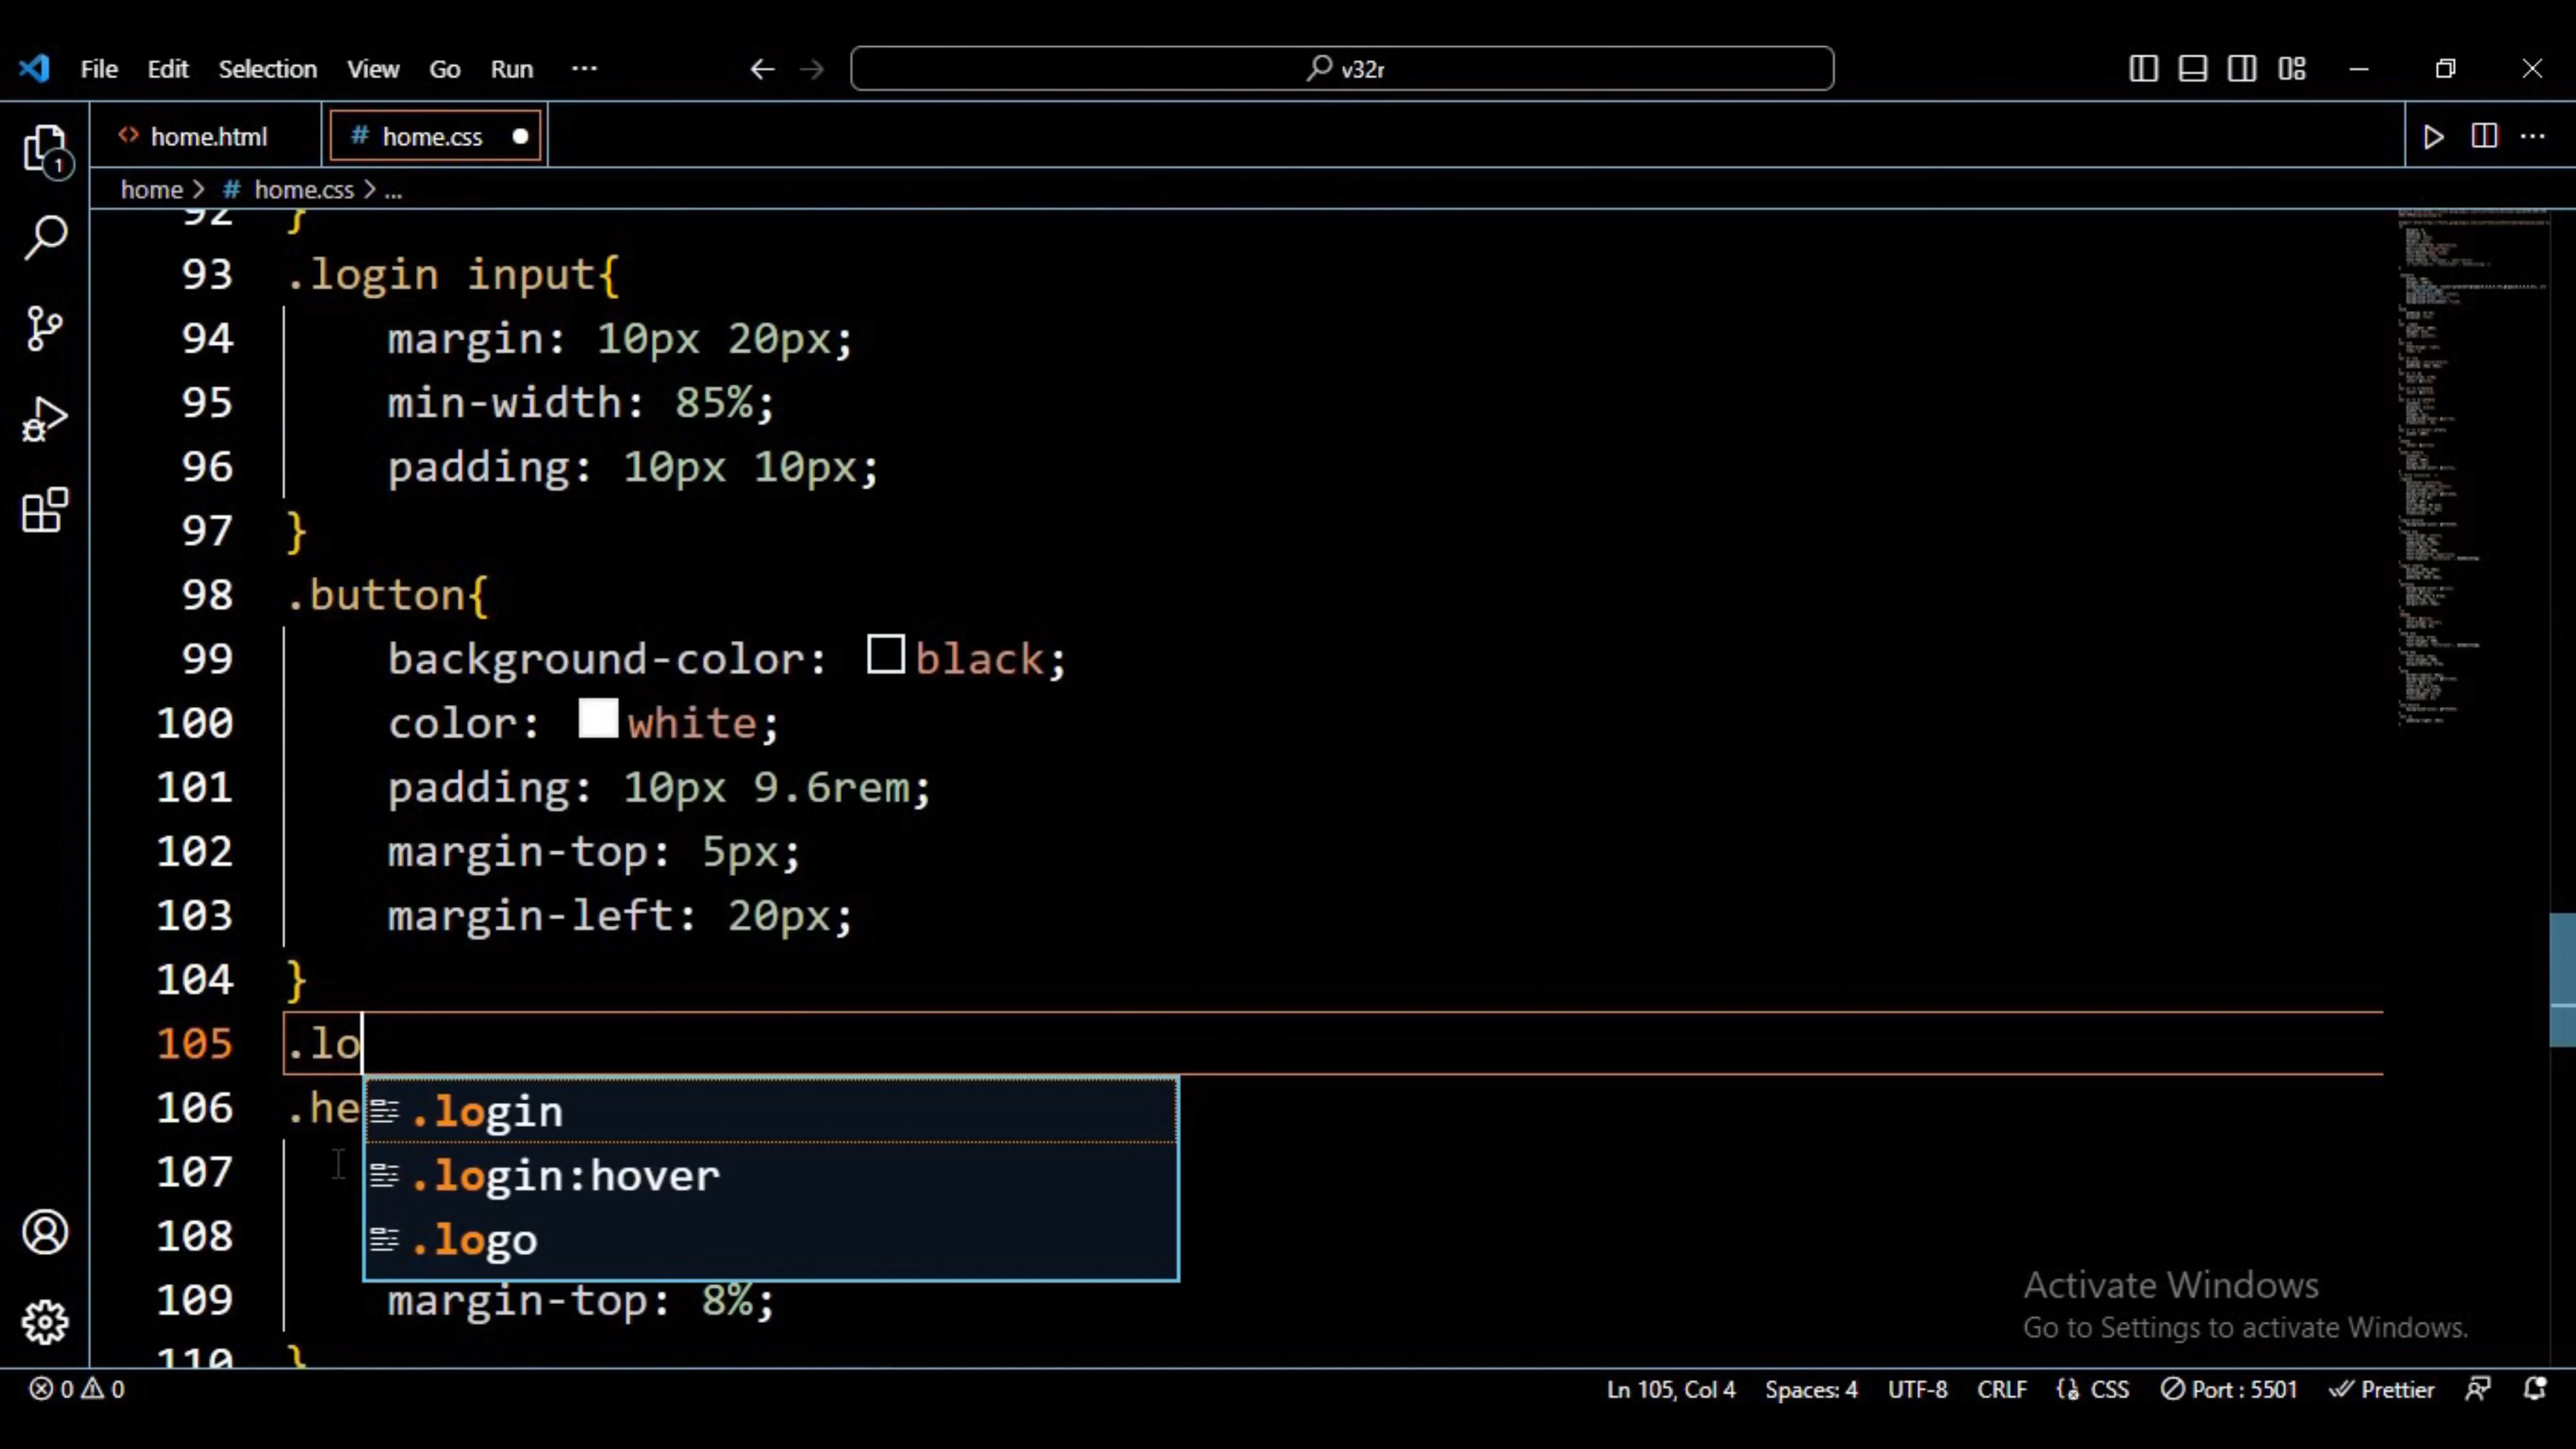 File Edit Selection View Go Run ··· v32r
home.html home.css
1
home > # home.css > ...
92 }
93 .login input{
94 margin: 10px 20px;
95 min-width: 85%;
96 padding: 10px 10px;
97 }
98 .button{
99 background-color: black;
100 color: white;
101 padding: 10px 9.6rem;
102 margin-top: 5px;
103 margin-left: 20px;
104 }
105 .lo
106 .he
.login
107
.login:hover
108
.logo
109 margin-top: 8%;
110 }
Activate Windows
Go to Settings to activate Windows.
0 0 Ln 105, Col 4 Spaces: 4 UTF-8 CRLF CSS Port : 5501 Prettier